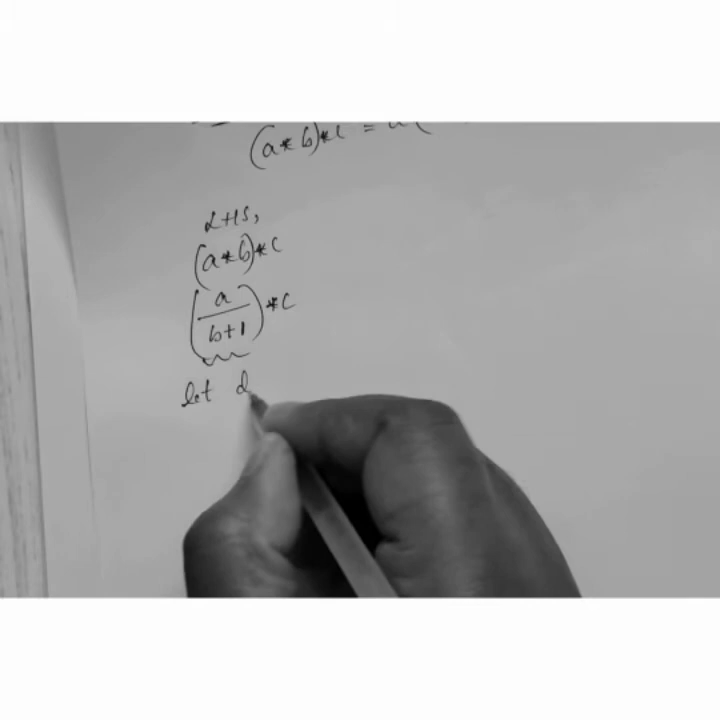 (a*b)*c = a(
LHS,
(a*b)*c
(a/b+1)*c
let d